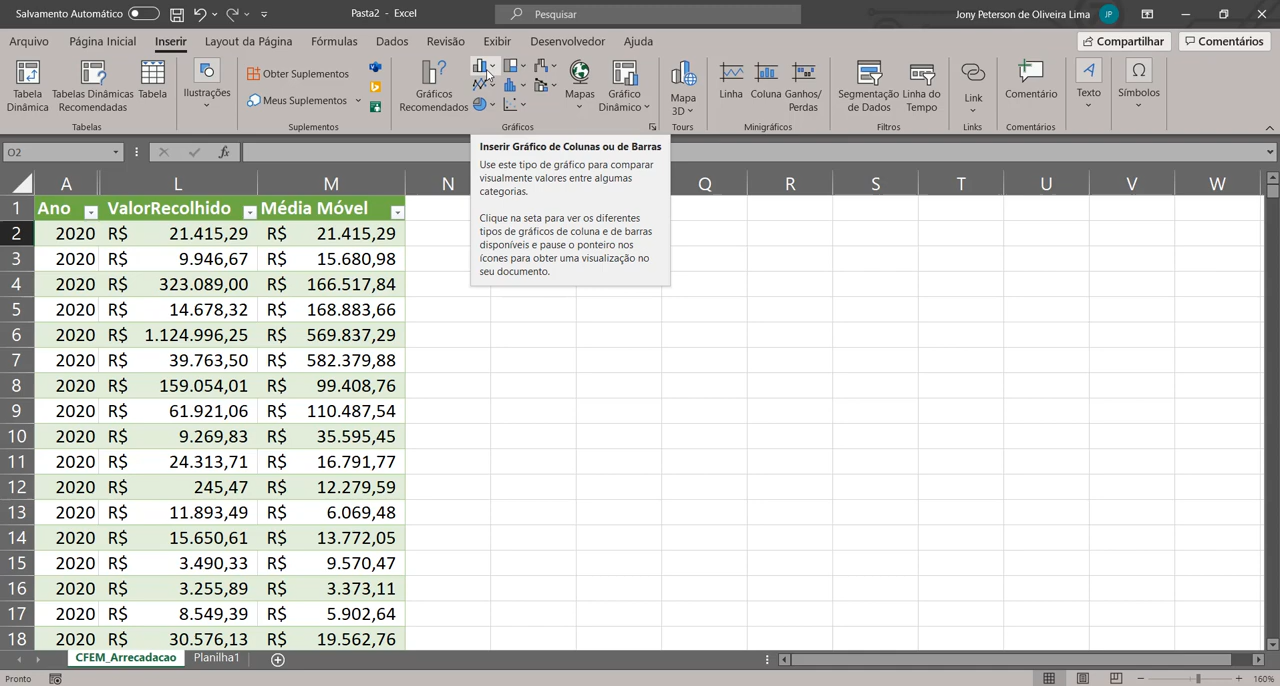 Salvamento Automático
Pasta2 - Excel
Pesquisar
Jony Peterson de Oliveira Lima
JP
Arquivo
Página Inicial
Inserir
Layout da Página
Fórmulas
Dados
Revisão
Exibir
Desenvolvedor
Ajuda
Compartilhar
Comentários
Tabela
Dinâmica
Tabelas Dinâmicas
Recomendadas
Tabela
Tabelas
Ilustrações
Obter Suplementos
Meus Suplementos
Suplementos
Gráficos
Recomendados
Mapas
Gráfico
Dinâmico
Gráficos
Mapa
3D
Tours
Linha
Coluna
Ganhos/
Perdas
Minigráficos
Segmentação
de Dados
Linha do
Tempo
Filtros
Link
Links
Comentário
Comentários
Texto
Símbolos
O2
fx
Inserir Gráfico de Colunas ou de Barras
Use este tipo de gráfico para comparar
visualmente valores entre algumas
categorias.
Clique na seta para ver os diferentes
tipos de gráficos de coluna e de barras
disponíveis e pause o ponteiro nos
ícones para obter uma visualização no
seu documento.
A L M N Q R S T U V W
1 Ano ValorRecolhido Média Móvel
2 2020 R$ 21.415,29 R$ 21.415,29
3 2020 R$ 9.946,67 R$ 15.680,98
4 2020 R$ 323.089,00 R$ 166.517,84
5 2020 R$ 14.678,32 R$ 168.883,66
6 2020 R$ 1.124.996,25 R$ 569.837,29
7 2020 R$ 39.763,50 R$ 582.379,88
8 2020 R$ 159.054,01 R$ 99.408,76
9 2020 R$ 61.921,06 R$ 110.487,54
10 2020 R$ 9.269,83 R$ 35.595,45
11 2020 R$ 24.313,71 R$ 16.791,77
12 2020 R$ 245,47 R$ 12.279,59
13 2020 R$ 11.893,49 R$ 6.069,48
14 2020 R$ 15.650,61 R$ 13.772,05
15 2020 R$ 3.490,33 R$ 9.570,47
16 2020 R$ 3.255,89 R$ 3.373,11
17 2020 R$ 8.549,39 R$ 5.902,64
18 2020 R$ 30.576,13 R$ 19.562,76
CFEM_Arrecadacao
Planilha1
Pronto
160%